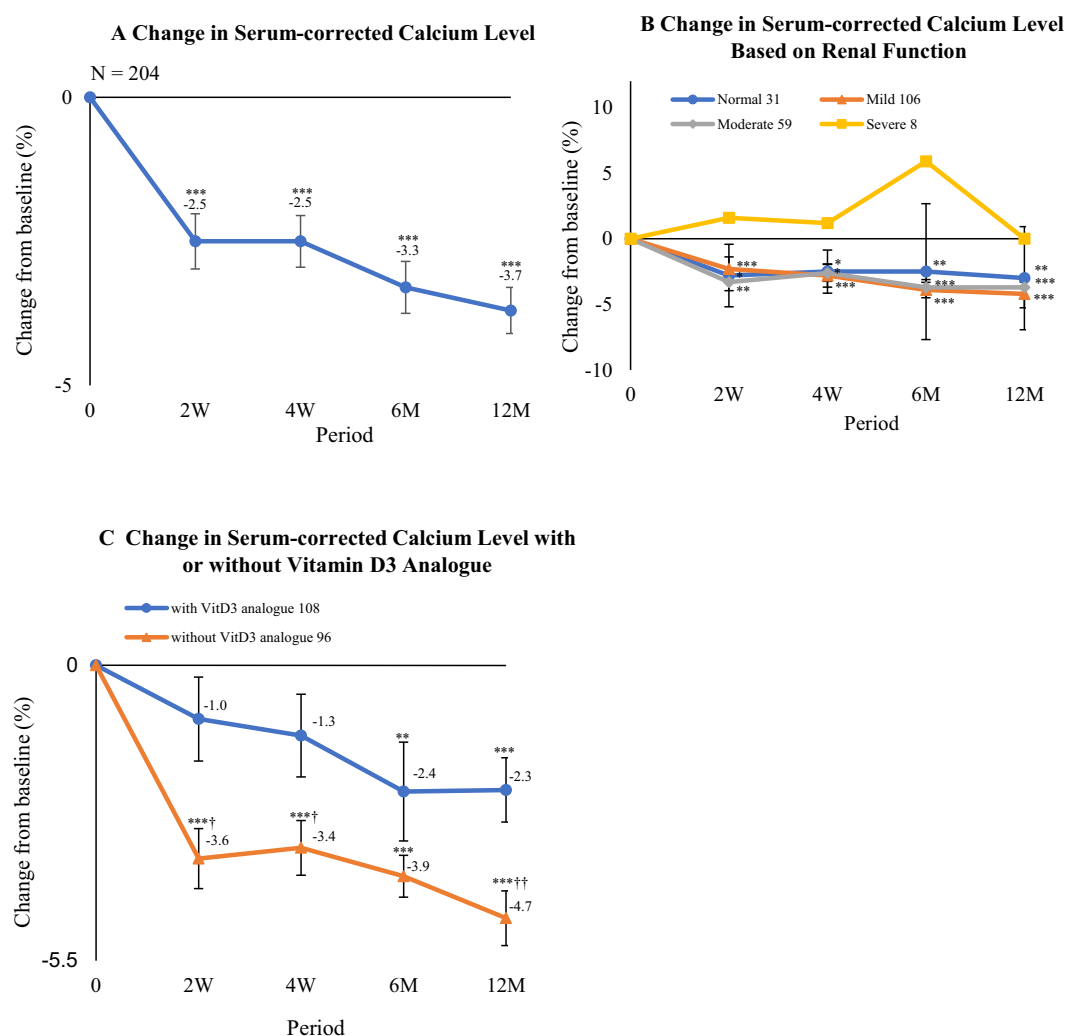 A Change in Serum-corrected Calcium Level
N = 204
0
-5
Change from baseline (%)
***
-2.5
***
-2.5
***
-3.3
***
-3.7
0
2W
4W
6M
12M
Period
B Change in Serum-corrected Calcium Level
Based on Renal Function
Normal 31
Mild 106
Moderate 59
Severe 8
10
5
0
-5
-10
Change from baseline (%)
***
*
**
*
*
***
**
***
***
**
***
***
0
2W
4W
6M
12M
Period
C Change in Serum-corrected Calcium Level with
or without Vitamin D3 Analogue
with VitD3 analogue 108
without VitD3 analogue 96
0
-5.5
Change from baseline (%)
-1.0
-1.3
**
-2.4
***
-2.3
***†
-3.6
***†
-3.4
***
-3.9
***††
-4.7
0
2W
4W
6M
12M
Period